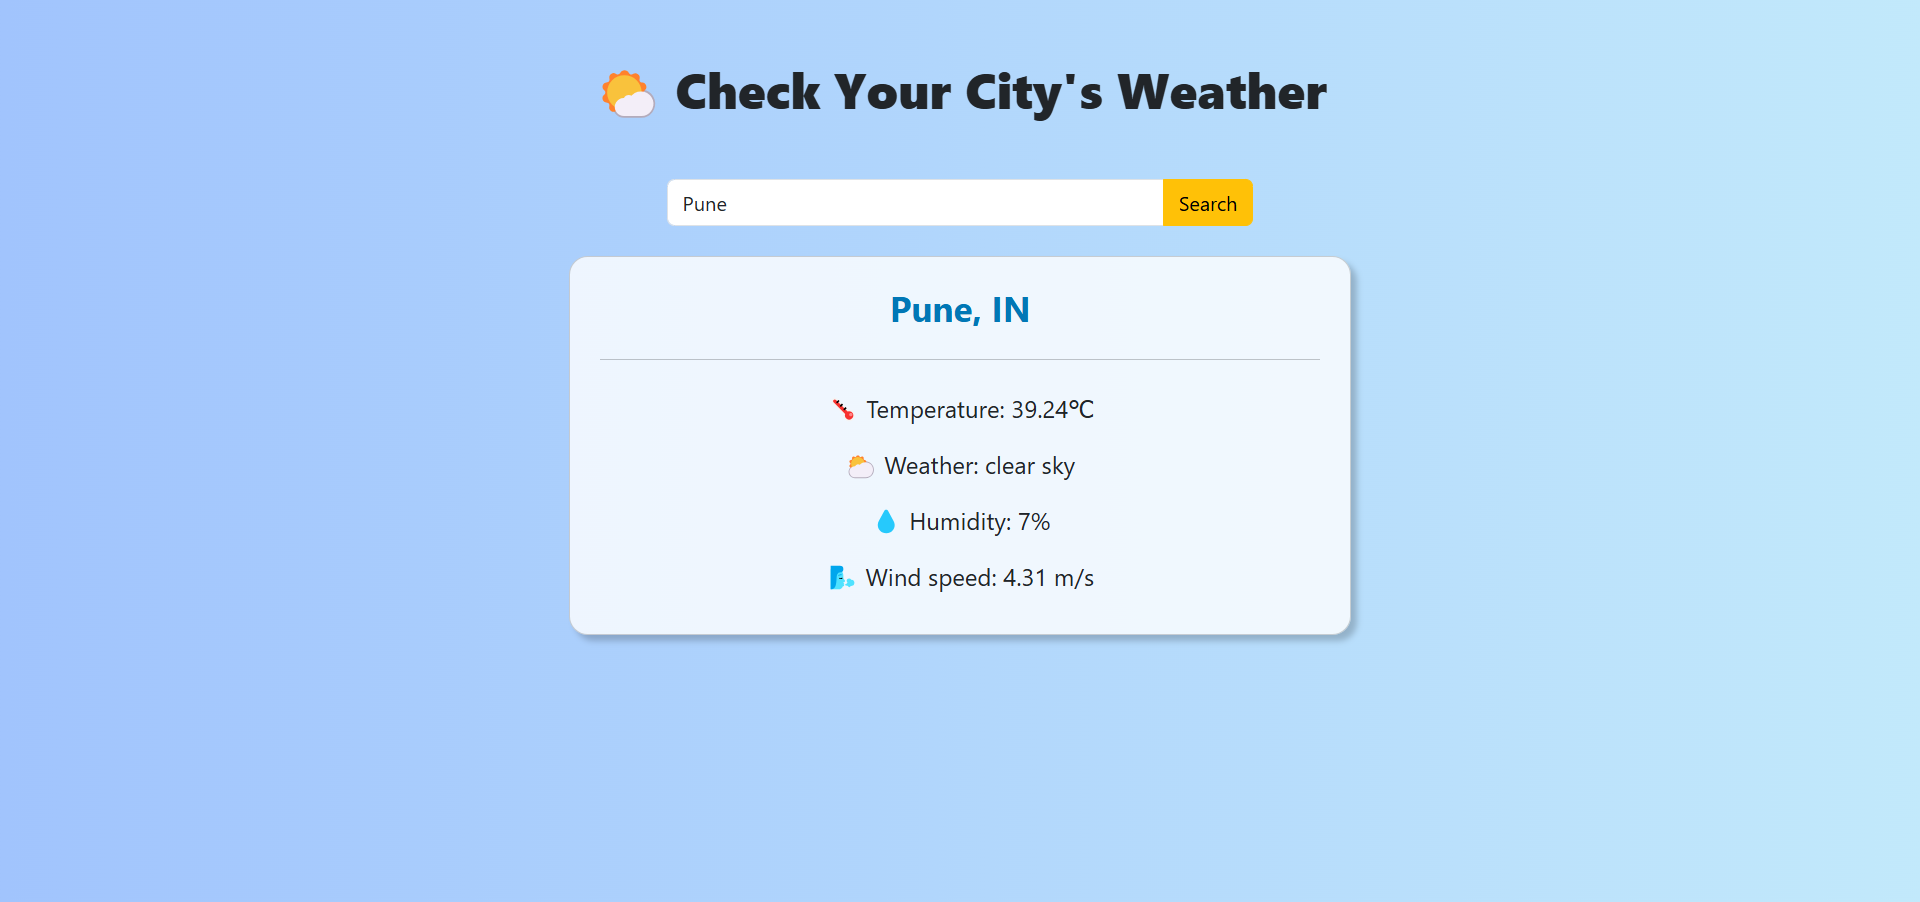 Check Your City's Weather
Pune
Search
Pune, IN
Temperature: 39.24℃
Weather: clear sky
Humidity: 7%
Wind speed: 4.31 m/s